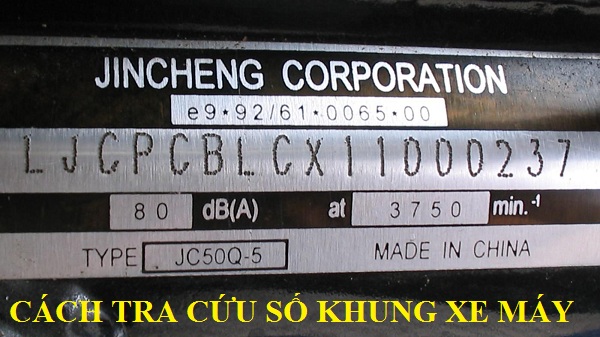 JINCHENG CORPORATION
e9*92/61*0065*00
LJCPCBLCX11000237
80 dB(A) at 3750 min.-1
TYPE JC50Q-5 MADE IN CHINA
CÁCH TRA CỨU SỐ KHUNG XE MÁY